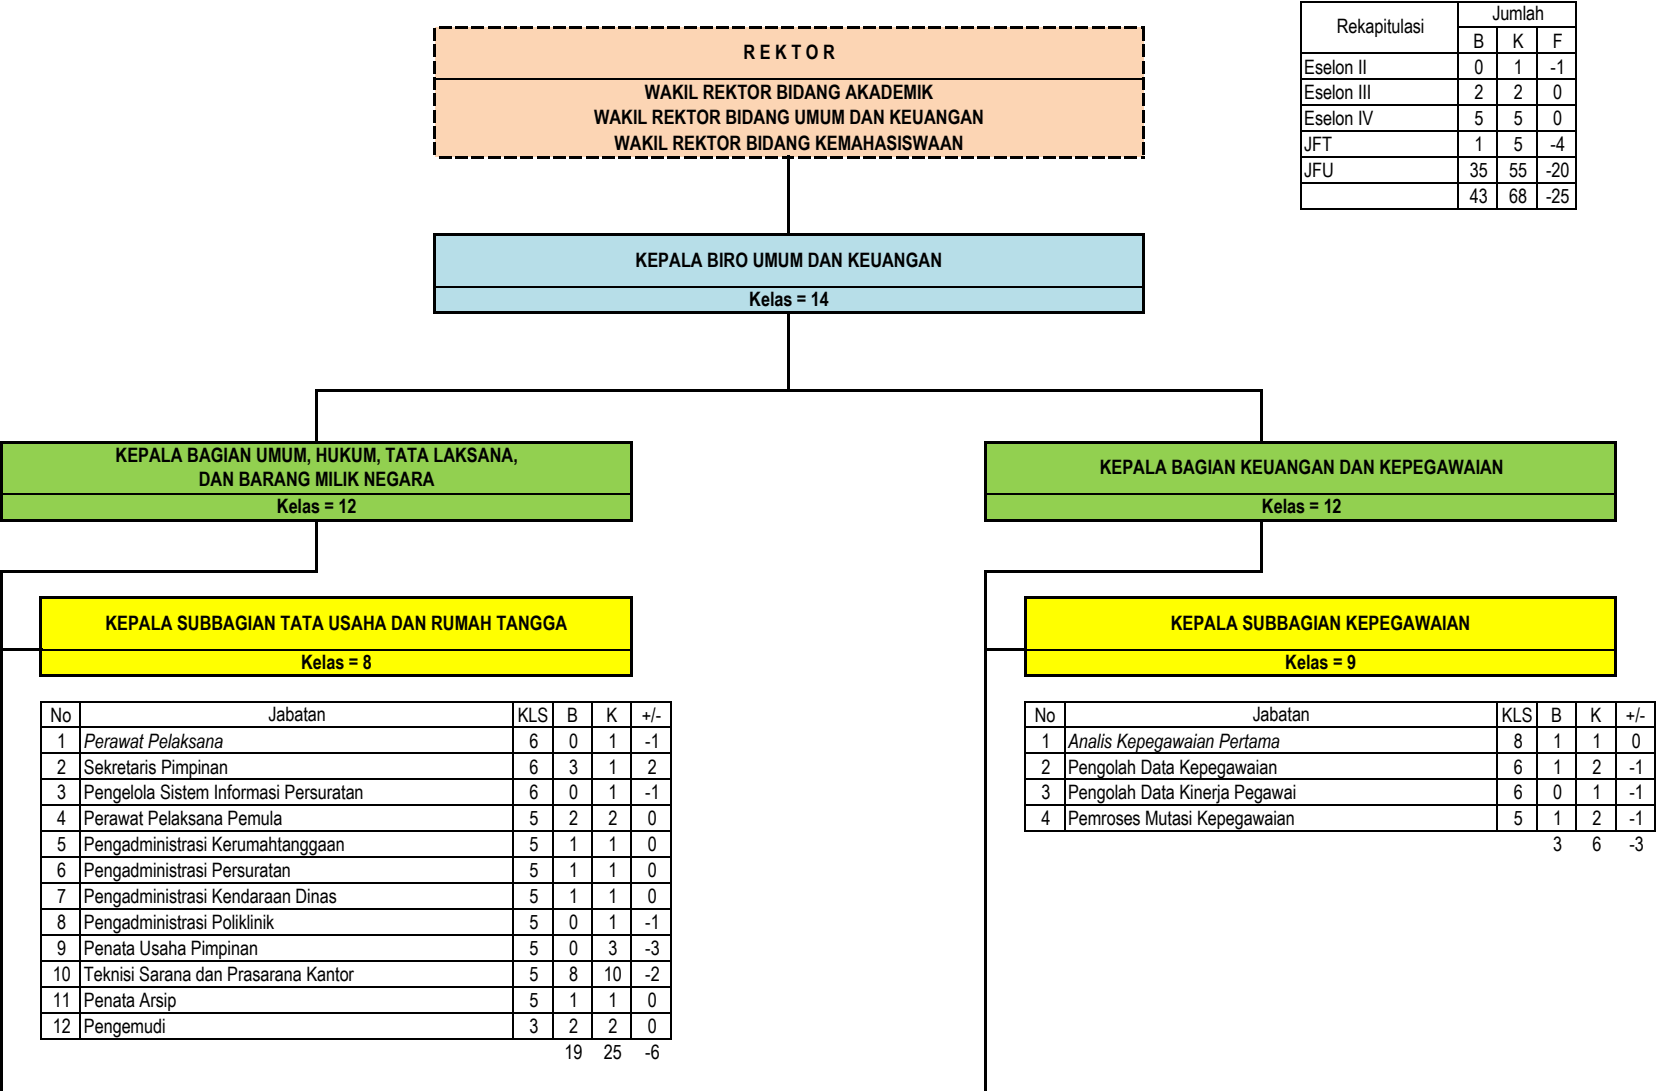 R E K T O R
WAKIL REKTOR BIDANG AKADEMIK
WAKIL REKTOR BIDANG UMUM DAN KEUANGAN
WAKIL REKTOR BIDANG KEMAHASISWAAN
Rekapitulasi Jumlah
B K F
Eselon II 0 1 -1
Eselon III 2 2 0
Eselon IV 5 5 0
JFT 1 5 -4
JFU 35 55 -20
43 68 -25
KEPALA BIRO UMUM DAN KEUANGAN
Kelas = 14
KEPALA BAGIAN UMUM, HUKUM, TATA LAKSANA,
DAN BARANG MILIK NEGARA
Kelas = 12
KEPALA BAGIAN KEUANGAN DAN KEPEGAWAIAN
Kelas = 12
KEPALA SUBBAGIAN TATA USAHA DAN RUMAH TANGGA
Kelas = 8
No Jabatan KLS B K +/-
1 Perawat Pelaksana 6 0 1 -1
2 Sekretaris Pimpinan 6 3 1 2
3 Pengelola Sistem Informasi Persuratan 6 0 1 -1
4 Perawat Pelaksana Pemula 5 2 2 0
5 Pengadministrasi Kerumahtanggaan 5 1 1 0
6 Pengadministrasi Persuratan 5 1 1 0
7 Pengadministrasi Kendaraan Dinas 5 1 1 0
8 Pengadministrasi Poliklinik 5 0 1 -1
9 Penata Usaha Pimpinan 5 0 3 -3
10 Teknisi Sarana dan Prasarana Kantor 5 8 10 -2
11 Penata Arsip 5 1 1 0
12 Pengemudi 3 2 2 0
19 25 -6
KEPALA SUBBAGIAN KEPEGAWAIAN
Kelas = 9
No Jabatan KLS B K +/-
1 Analis Kepegawaian Pertama 8 1 1 0
2 Pengolah Data Kepegawaian 6 1 2 -1
3 Pengolah Data Kinerja Pegawai 6 0 1 -1
4 Pemroses Mutasi Kepegawaian 5 1 2 -1
3 6 -3